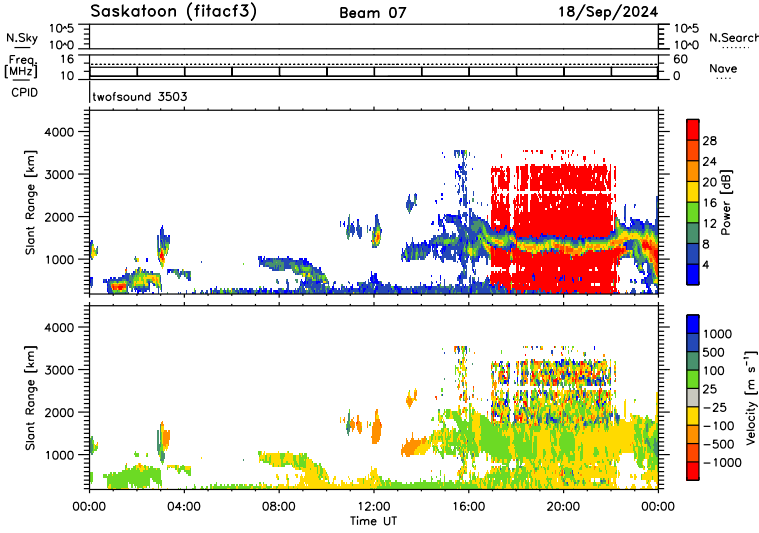 Saskatoon (fitacf3) Beam 07 18/Sep/2024
N.Sky 10^5 10^0 10^5 10^0 N.Search
Freq. [MHz] 16 10 60 0 Nave
CPID twofsound 3503
Slant Range [km] 4000 3000 2000 1000
Power [dB] 28 24 20 16 12 8 4
Slant Range [km] 4000 3000 2000 1000
Velocity [m s⁻¹] 1000 500 100 25 −25 −100 −500 −1000
00:00 04:00 08:00 12:00 16:00 20:00 00:00
Time UT